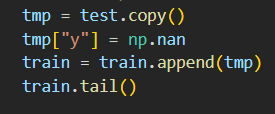 tmp = test.copy()
tmp["y"] = np.nan
train = train.append(tmp)
train.tail()